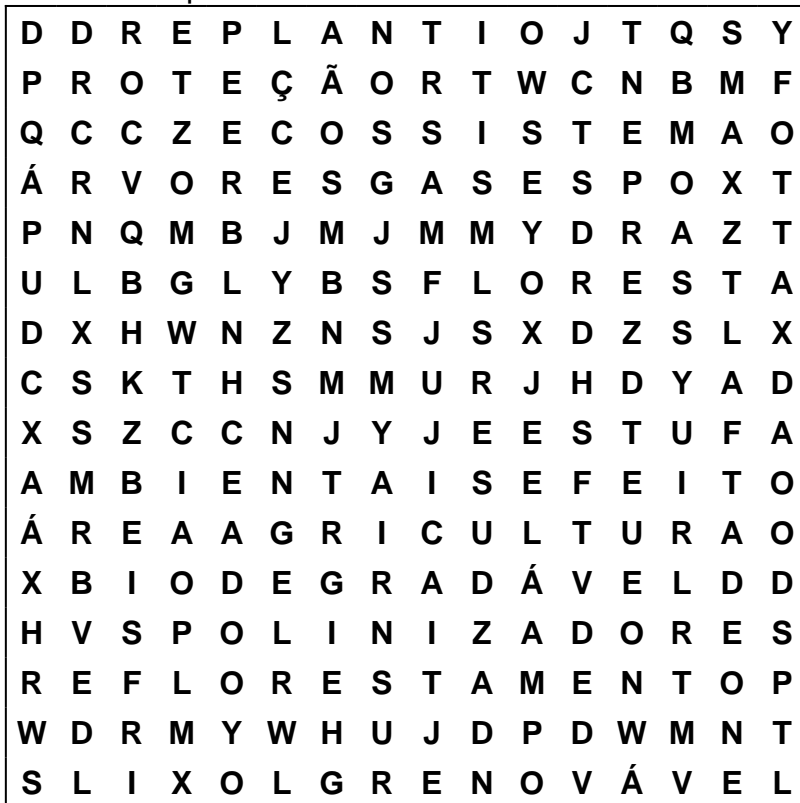 D D R E P L A N T I O J T Q S Y
P R O T E Ç Ã O R T W C N B M F
Q C C Z E C O S S I S T E M A O
Á R V O R E S G A S E S P O X T
P N Q M B J M J M M Y D R A Z T
U L B G L Y B S F L O R E S T A
D X H W N Z N S J S X D Z S L X
C S K T H S M M U R J H D Y A D
X S Z C C N J Y J E E S T U F A
A M B I E N T A I S E F E I T O
Á R E A A G R I C U L T U R A O
X B I O D E G R A D Á V E L D D
H V S P O L I N I Z A D O R E S
R E F L O R E S T A M E N T O P
W D R M Y W H U J D P D W M N T
S L I X O L G R E N O V Á V E L